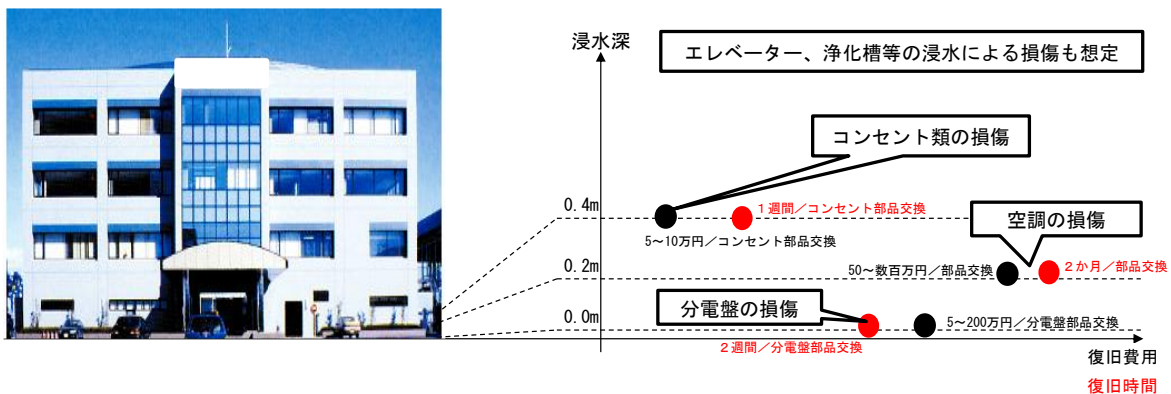 浸水深
エレベーター、浄化槽等の浸水による損傷も想定
コンセント類の損傷
0.4m
1週間／コンセント部品交換
5～10万円／コンセント部品交換
空調の損傷
0.2m
50～数百万円／部品交換
2か月／部品交換
分電盤の損傷
0.0m
5～200万円／分電盤部品交換
2週間／分電盤部品交換
復旧費用
復旧時間